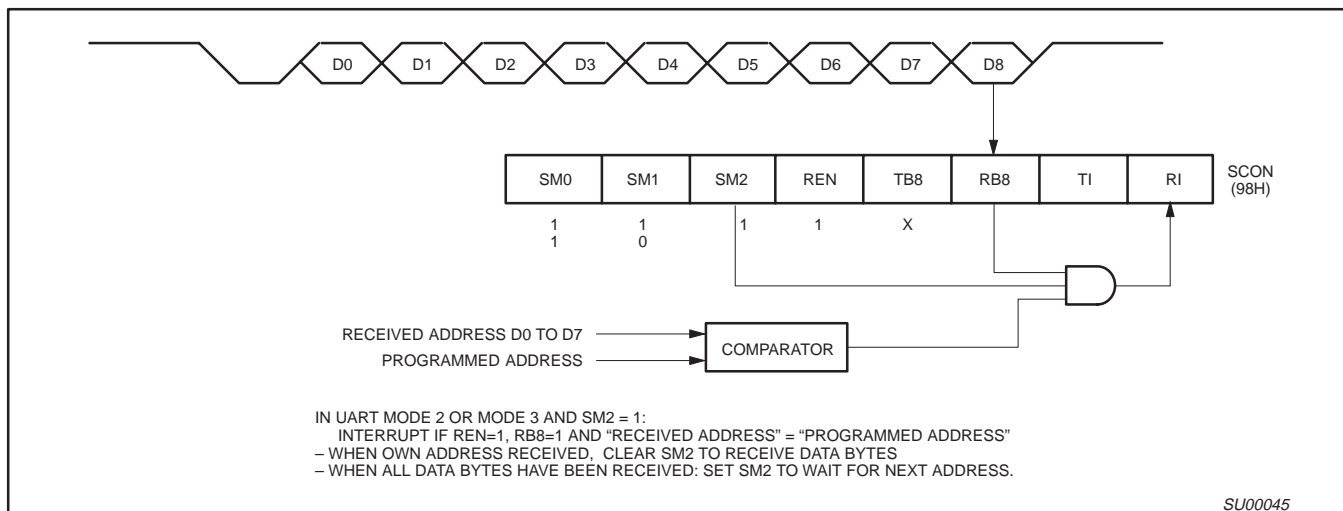 D0 D1 D2 D3 D4 D5 D6 D7 D8
SM0 SM1 SM2 REN TB8 RB8 TI RI
SCON
(98H)
1 1 1 1 X
1 0
RECEIVED ADDRESS D0 TO D7
PROGRAMMED ADDRESS
COMPARATOR
IN UART MODE 2 OR MODE 3 AND SM2 = 1:
INTERRUPT IF REN=1, RB8=1 AND “RECEIVED ADDRESS” = “PROGRAMMED ADDRESS”
– WHEN OWN ADDRESS RECEIVED, CLEAR SM2 TO RECEIVE DATA BYTES
– WHEN ALL DATA BYTES HAVE BEEN RECEIVED: SET SM2 TO WAIT FOR NEXT ADDRESS.
SU00045